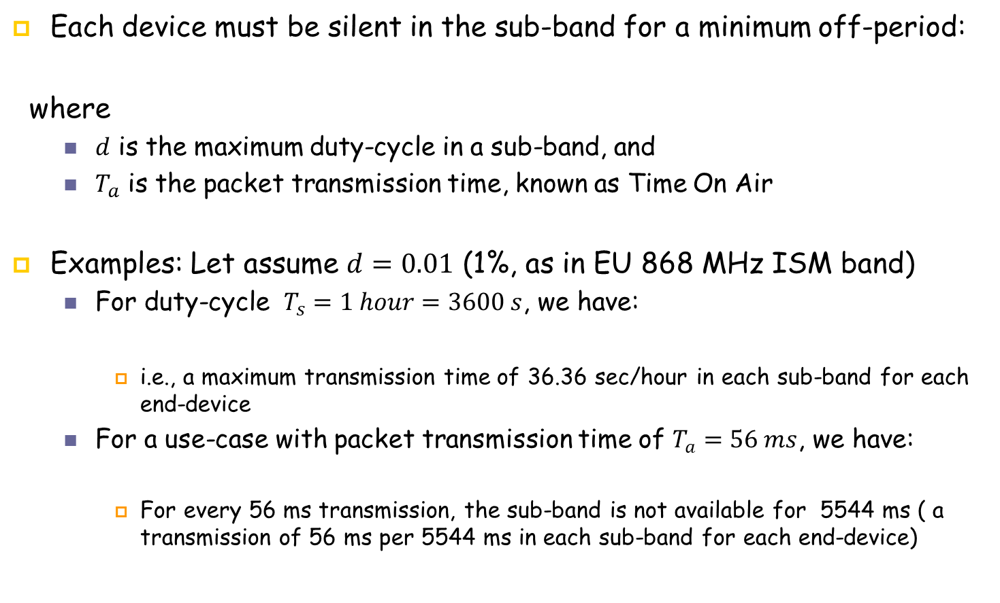 Each device must be silent in the sub-band for a minimum off-period:
where
d is the maximum duty-cycle in a sub-band, and
Tₐ is the packet transmission time, known as Time On Air
Examples: Let assume d = 0.01 (1%, as in EU 868 MHz ISM band)
For duty-cycle Tₛ = 1 hour = 3600 s, we have:
i.e., a maximum transmission time of 36.36 sec/hour in each sub-band for each
end-device
For a use-case with packet transmission time of Tₐ = 56 ms, we have:
For every 56 ms transmission, the sub-band is not available for 5544 ms ( a
transmission of 56 ms per 5544 ms in each sub-band for each end-device)